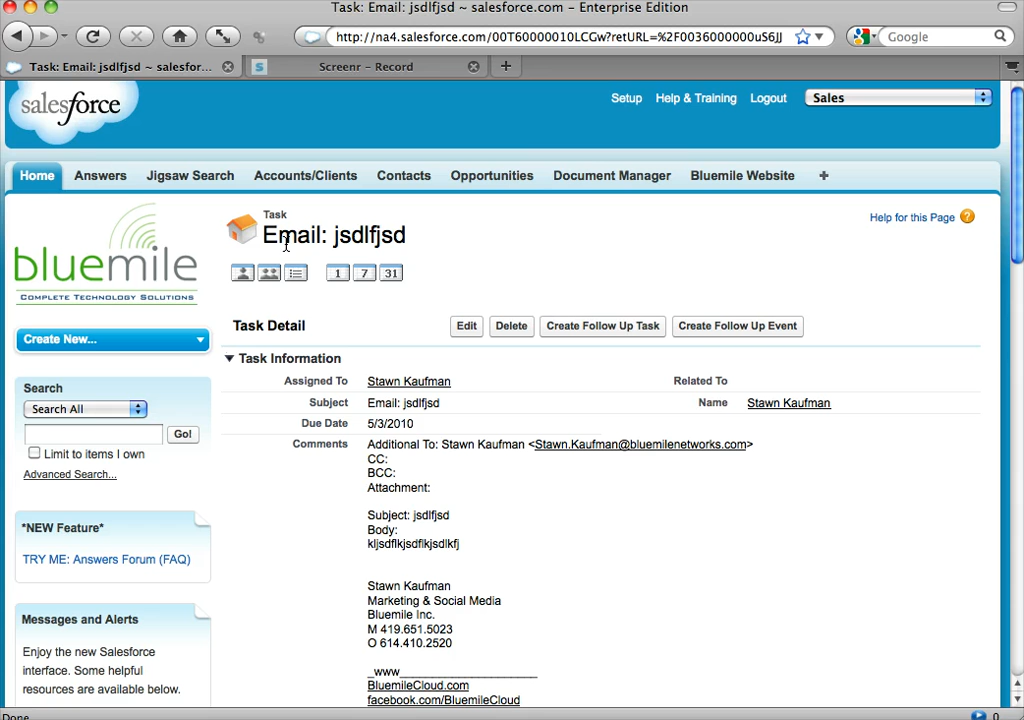 Task: Email: jsdlfjsd ~ salesforce.com – Enterprise Edition
http://na4.salesforce.com/00T60000010LCGw?retURL=%2F0036000000uS6JJ
Google
Task: Email: jsdlfjsd ~ salesfor...
S
Screenr – Record
salesforce
Setup
Help & Training
Logout
Sales
Home
Answers
Jigsaw Search
Accounts/Clients
Contacts
Opportunities
Document Manager
Bluemile Website
+
bluemile
COMPLETE TECHNOLOGY SOLUTIONS
Task
Email: jsdlfjsd
Help for this Page
?
1
7
31
Create New...
Search
Search All
Go!
Limit to items I own
Advanced Search...
*NEW Feature*
TRY ME: Answers Forum (FAQ)
Messages and Alerts
Enjoy the new Salesforce
interface. Some helpful
resources are available below.
Task Detail
Edit
Delete
Create Follow Up Task
Create Follow Up Event
Task Information
Assigned To Stawn Kaufman
Related To
Subject Email: jsdlfjsd
Name Stawn Kaufman
Due Date 5/3/2010
Comments Additional To: Stawn Kaufman <Stawn.Kaufman@bluemilenetworks.com>
CC:
BCC:
Attachment:
Subject: jsdlfjsd
Body:
kljsdflkjsdflkjsdlkfj
Stawn Kaufman
Marketing & Social Media
Bluemile Inc.
M 419.651.5023
O 614.410.2520
_www____________________
BluemileCloud.com
facebook.com/BluemileCloud
Done
0